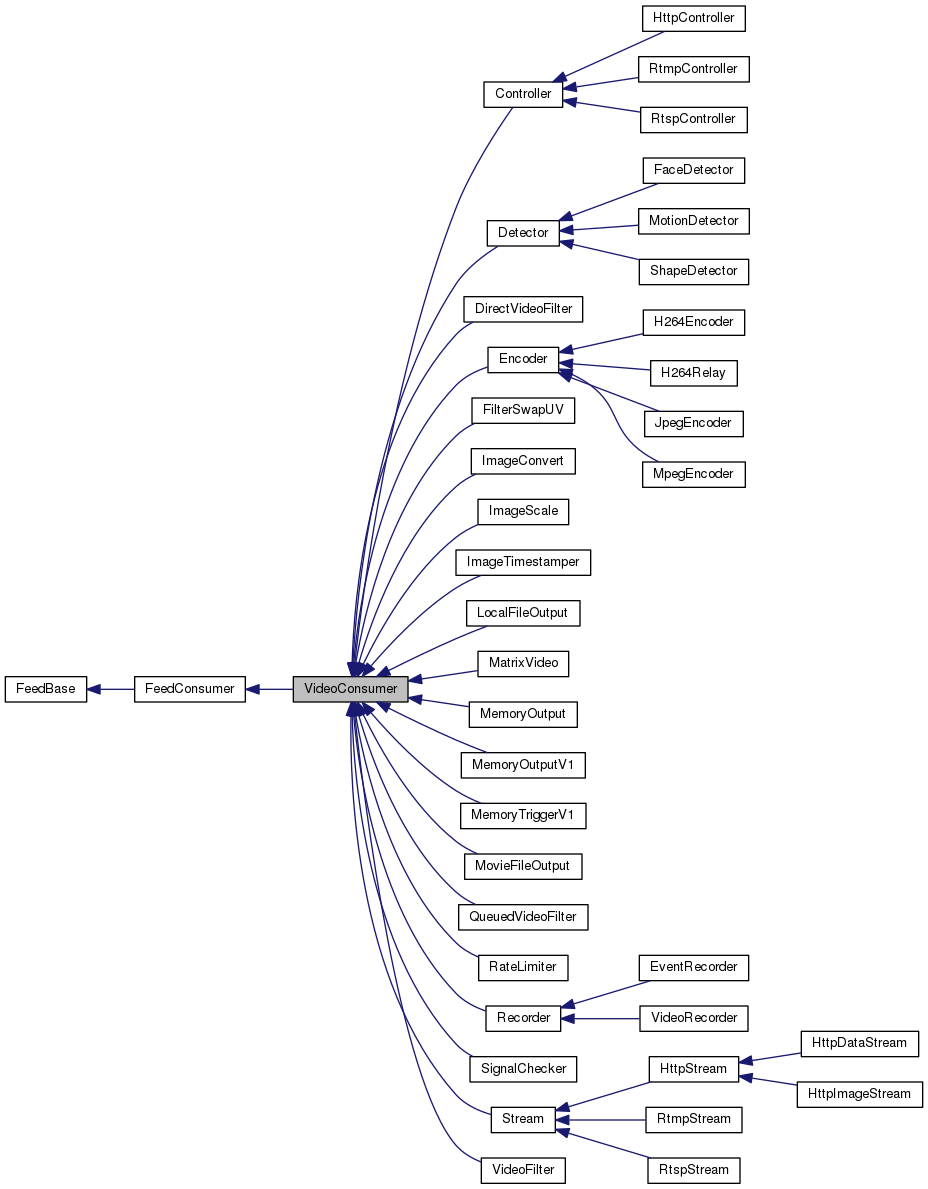 HttpController
RtmpController
Controller
RtspController
FaceDetector
MotionDetector
Detector
ShapeDetector
DirectVideoFilter
H264Encoder
Encoder
H264Relay
FilterSwapUV
JpegEncoder
ImageConvert
MpegEncoder
ImageScale
ImageTimestamper
LocalFileOutput
MatrixVideo
FeedBase
FeedConsumer
VideoConsumer
MemoryOutput
MemoryOutputV1
MemoryTriggerV1
MovieFileOutput
QueuedVideoFilter
RateLimiter
EventRecorder
Recorder
VideoRecorder
HttpDataStream
SignalChecker
HttpStream
HttpImageStream
Stream
RtmpStream
VideoFilter
RtspStream